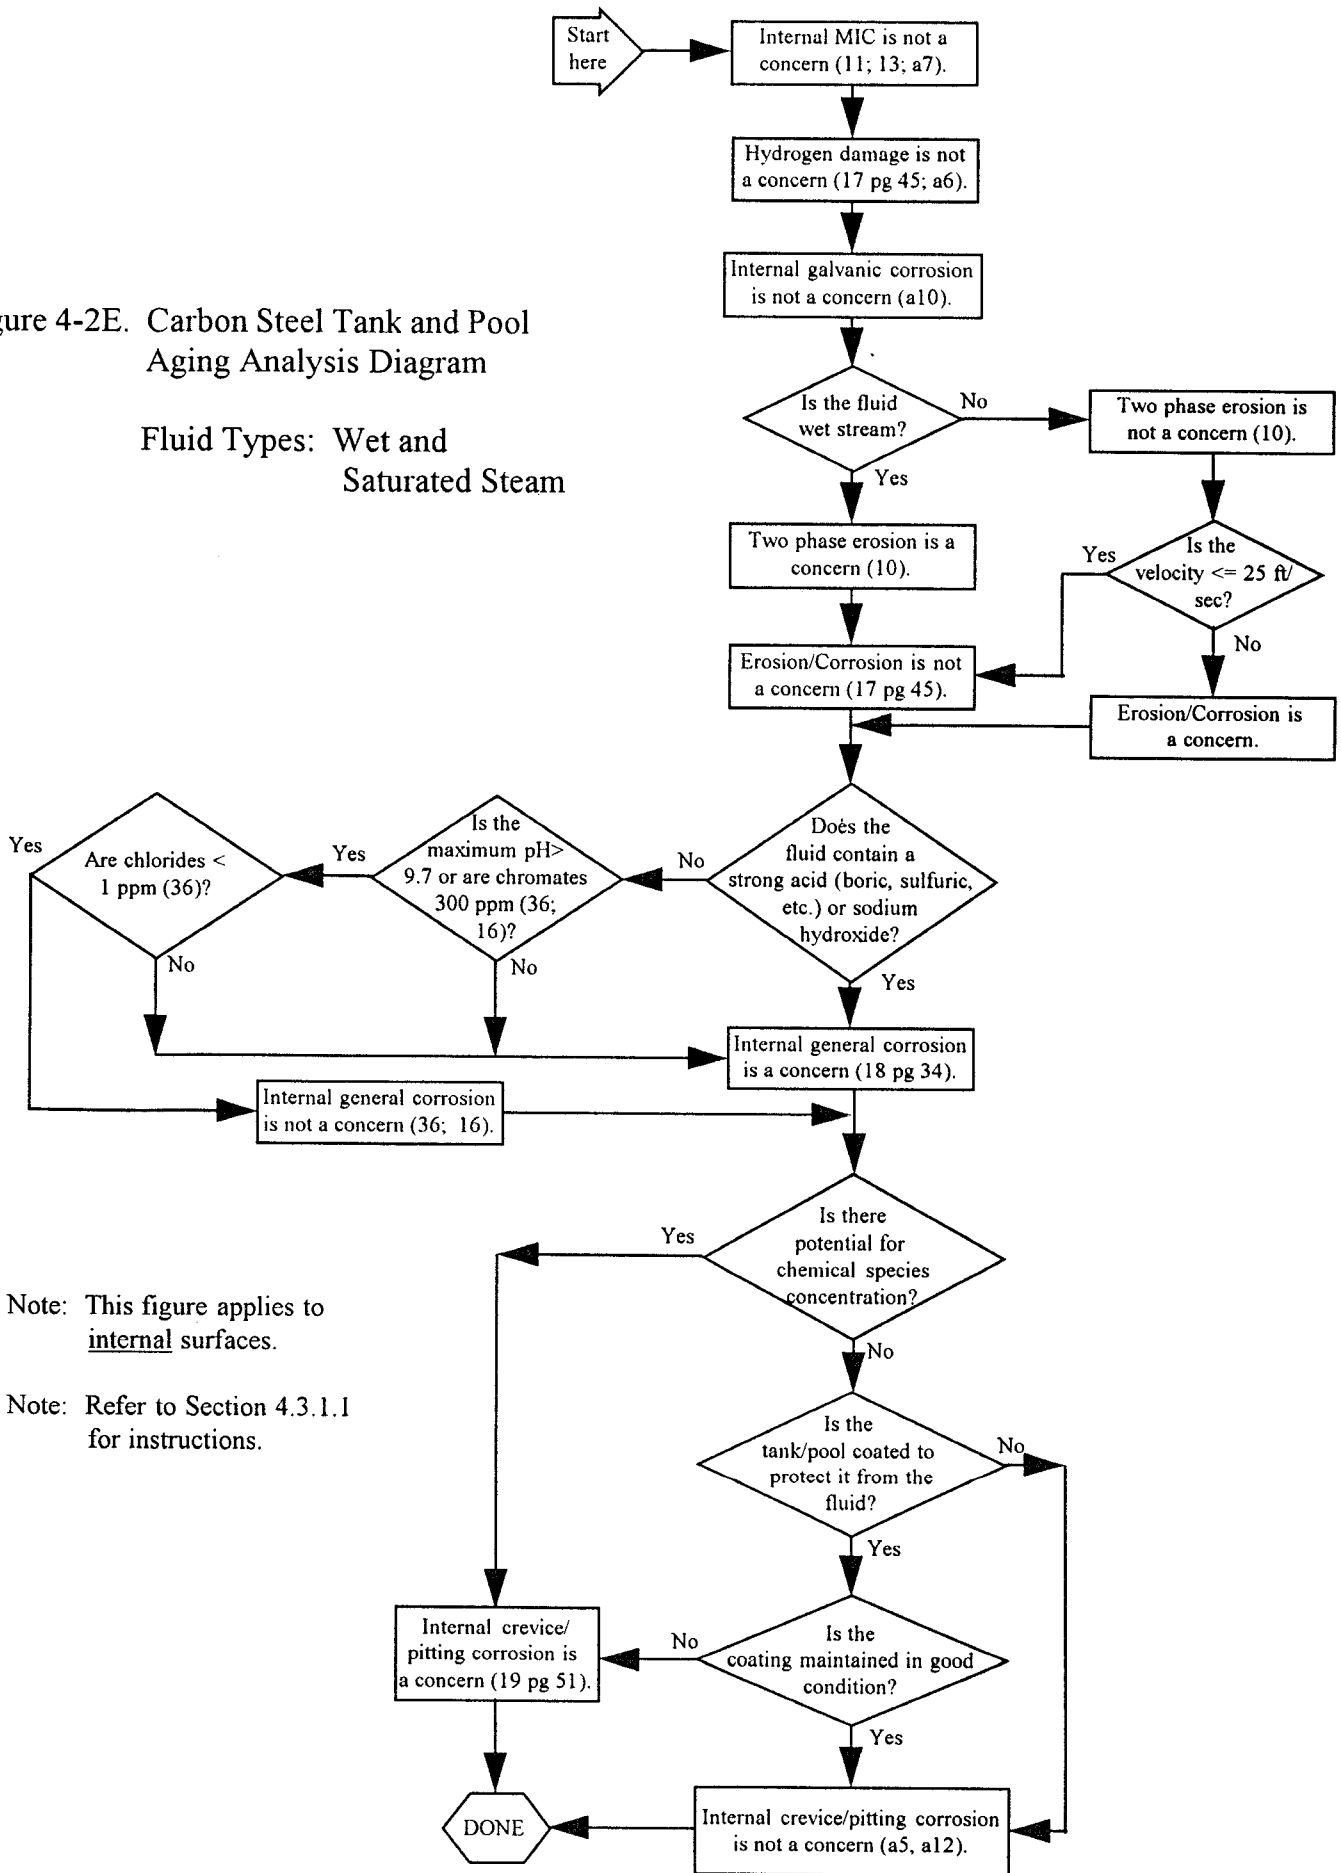 Start
here
Internal MIC is not a
concern (11; 13; a7).
Hydrogen damage is not
a concern (17 pg 45; a6).
Internal galvanic corrosion
is not a concern (a10).
gure 4-2E. Carbon Steel Tank and Pool
Aging Analysis Diagram
Fluid Types: Wet and
Saturated Steam
Is the fluid
wet stream?
No
Yes
Two phase erosion is
not a concern (10).
Two phase erosion is a
concern (10).
Is the
velocity <= 25 ft/
sec?
Yes
No
Erosion/Corrosion is not
a concern (17 pg 45).
Erosion/Corrosion is
a concern.
Does the
fluid contain a
strong acid (boric, sulfuric,
etc.) or sodium
hydroxide?
No
Yes
Is the
maximum pH>
9.7 or are chromates
300 ppm (36;
16)?
Yes
No
Are chlorides <
1 ppm (36)?
Yes
No
Internal general corrosion
is a concern (18 pg 34).
Internal general corrosion
is not a concern (36; 16).
Is there
potential for
chemical species
concentration?
Yes
No
Note: This figure applies to
internal surfaces.
Note: Refer to Section 4.3.1.1
for instructions.
Is the
tank/pool coated to
protect it from the
fluid?
No
Yes
Is the
coating maintained in good
condition?
No
Yes
Internal crevice/
pitting corrosion is
a concern (19 pg 51).
Internal crevice/pitting corrosion
is not a concern (a5, a12).
DONE